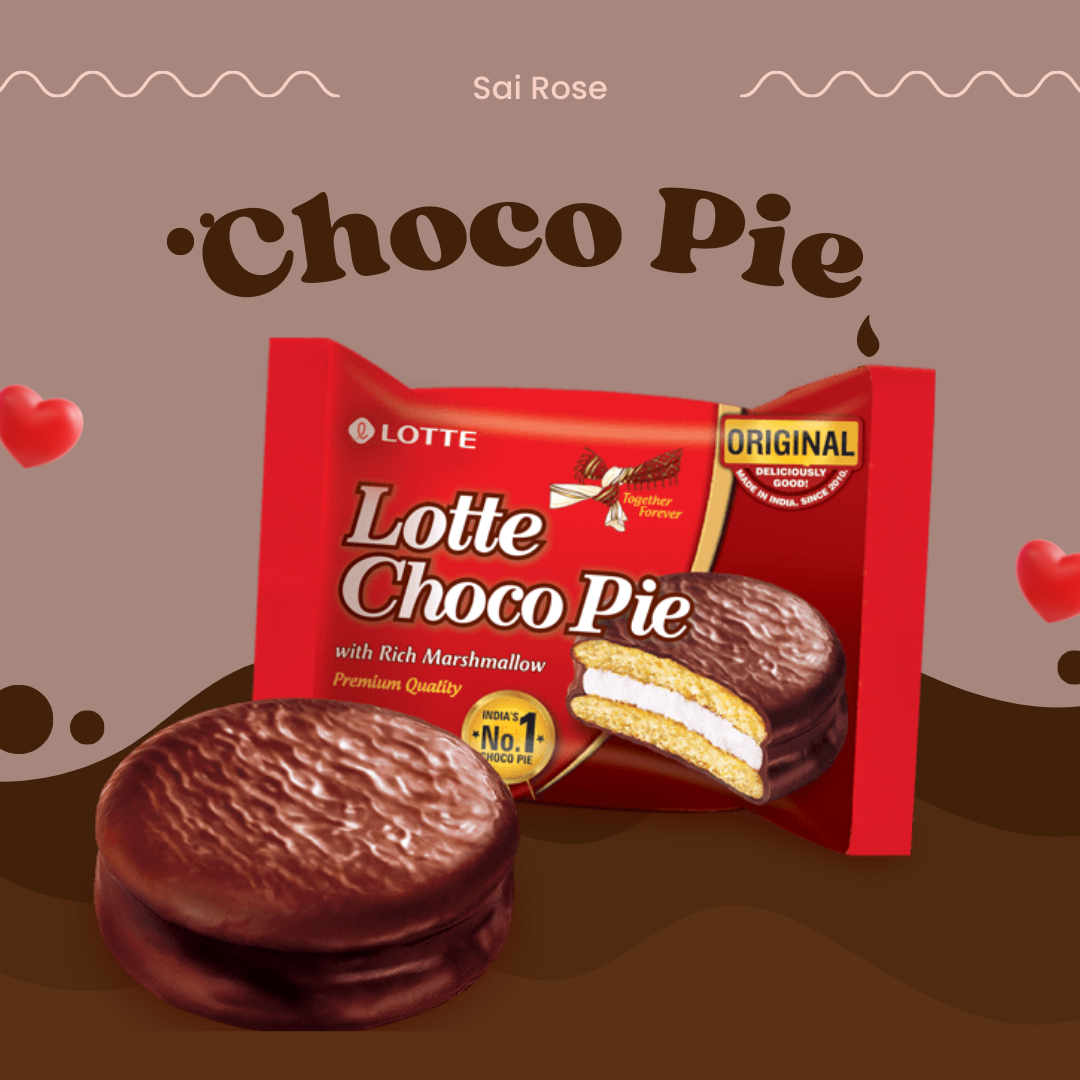 Sai Rose
Choco Pie
LOTTE
ORIGINAL
DELICIOUSLY
GOOD!
MADE IN INDIA. SINCE 2010.
Together
Forever
Lotte
Choco Pie
with Rich Marshmallow
Premium Quality
INDIA'S
No.1
CHOCO PIE